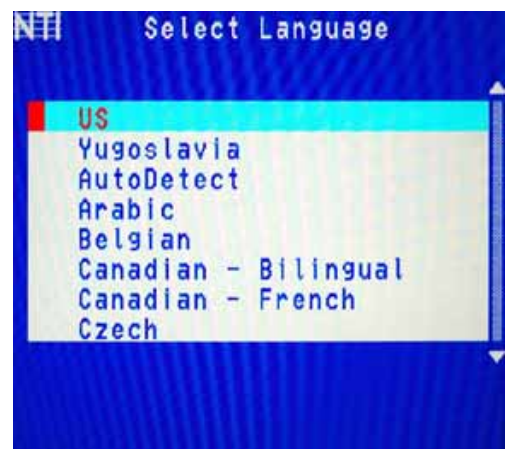 NTI Select Language
US
Yugoslavia
AutoDetect
Arabic
Belgian
Canadian - Bilingual
Canadian - French
Czech